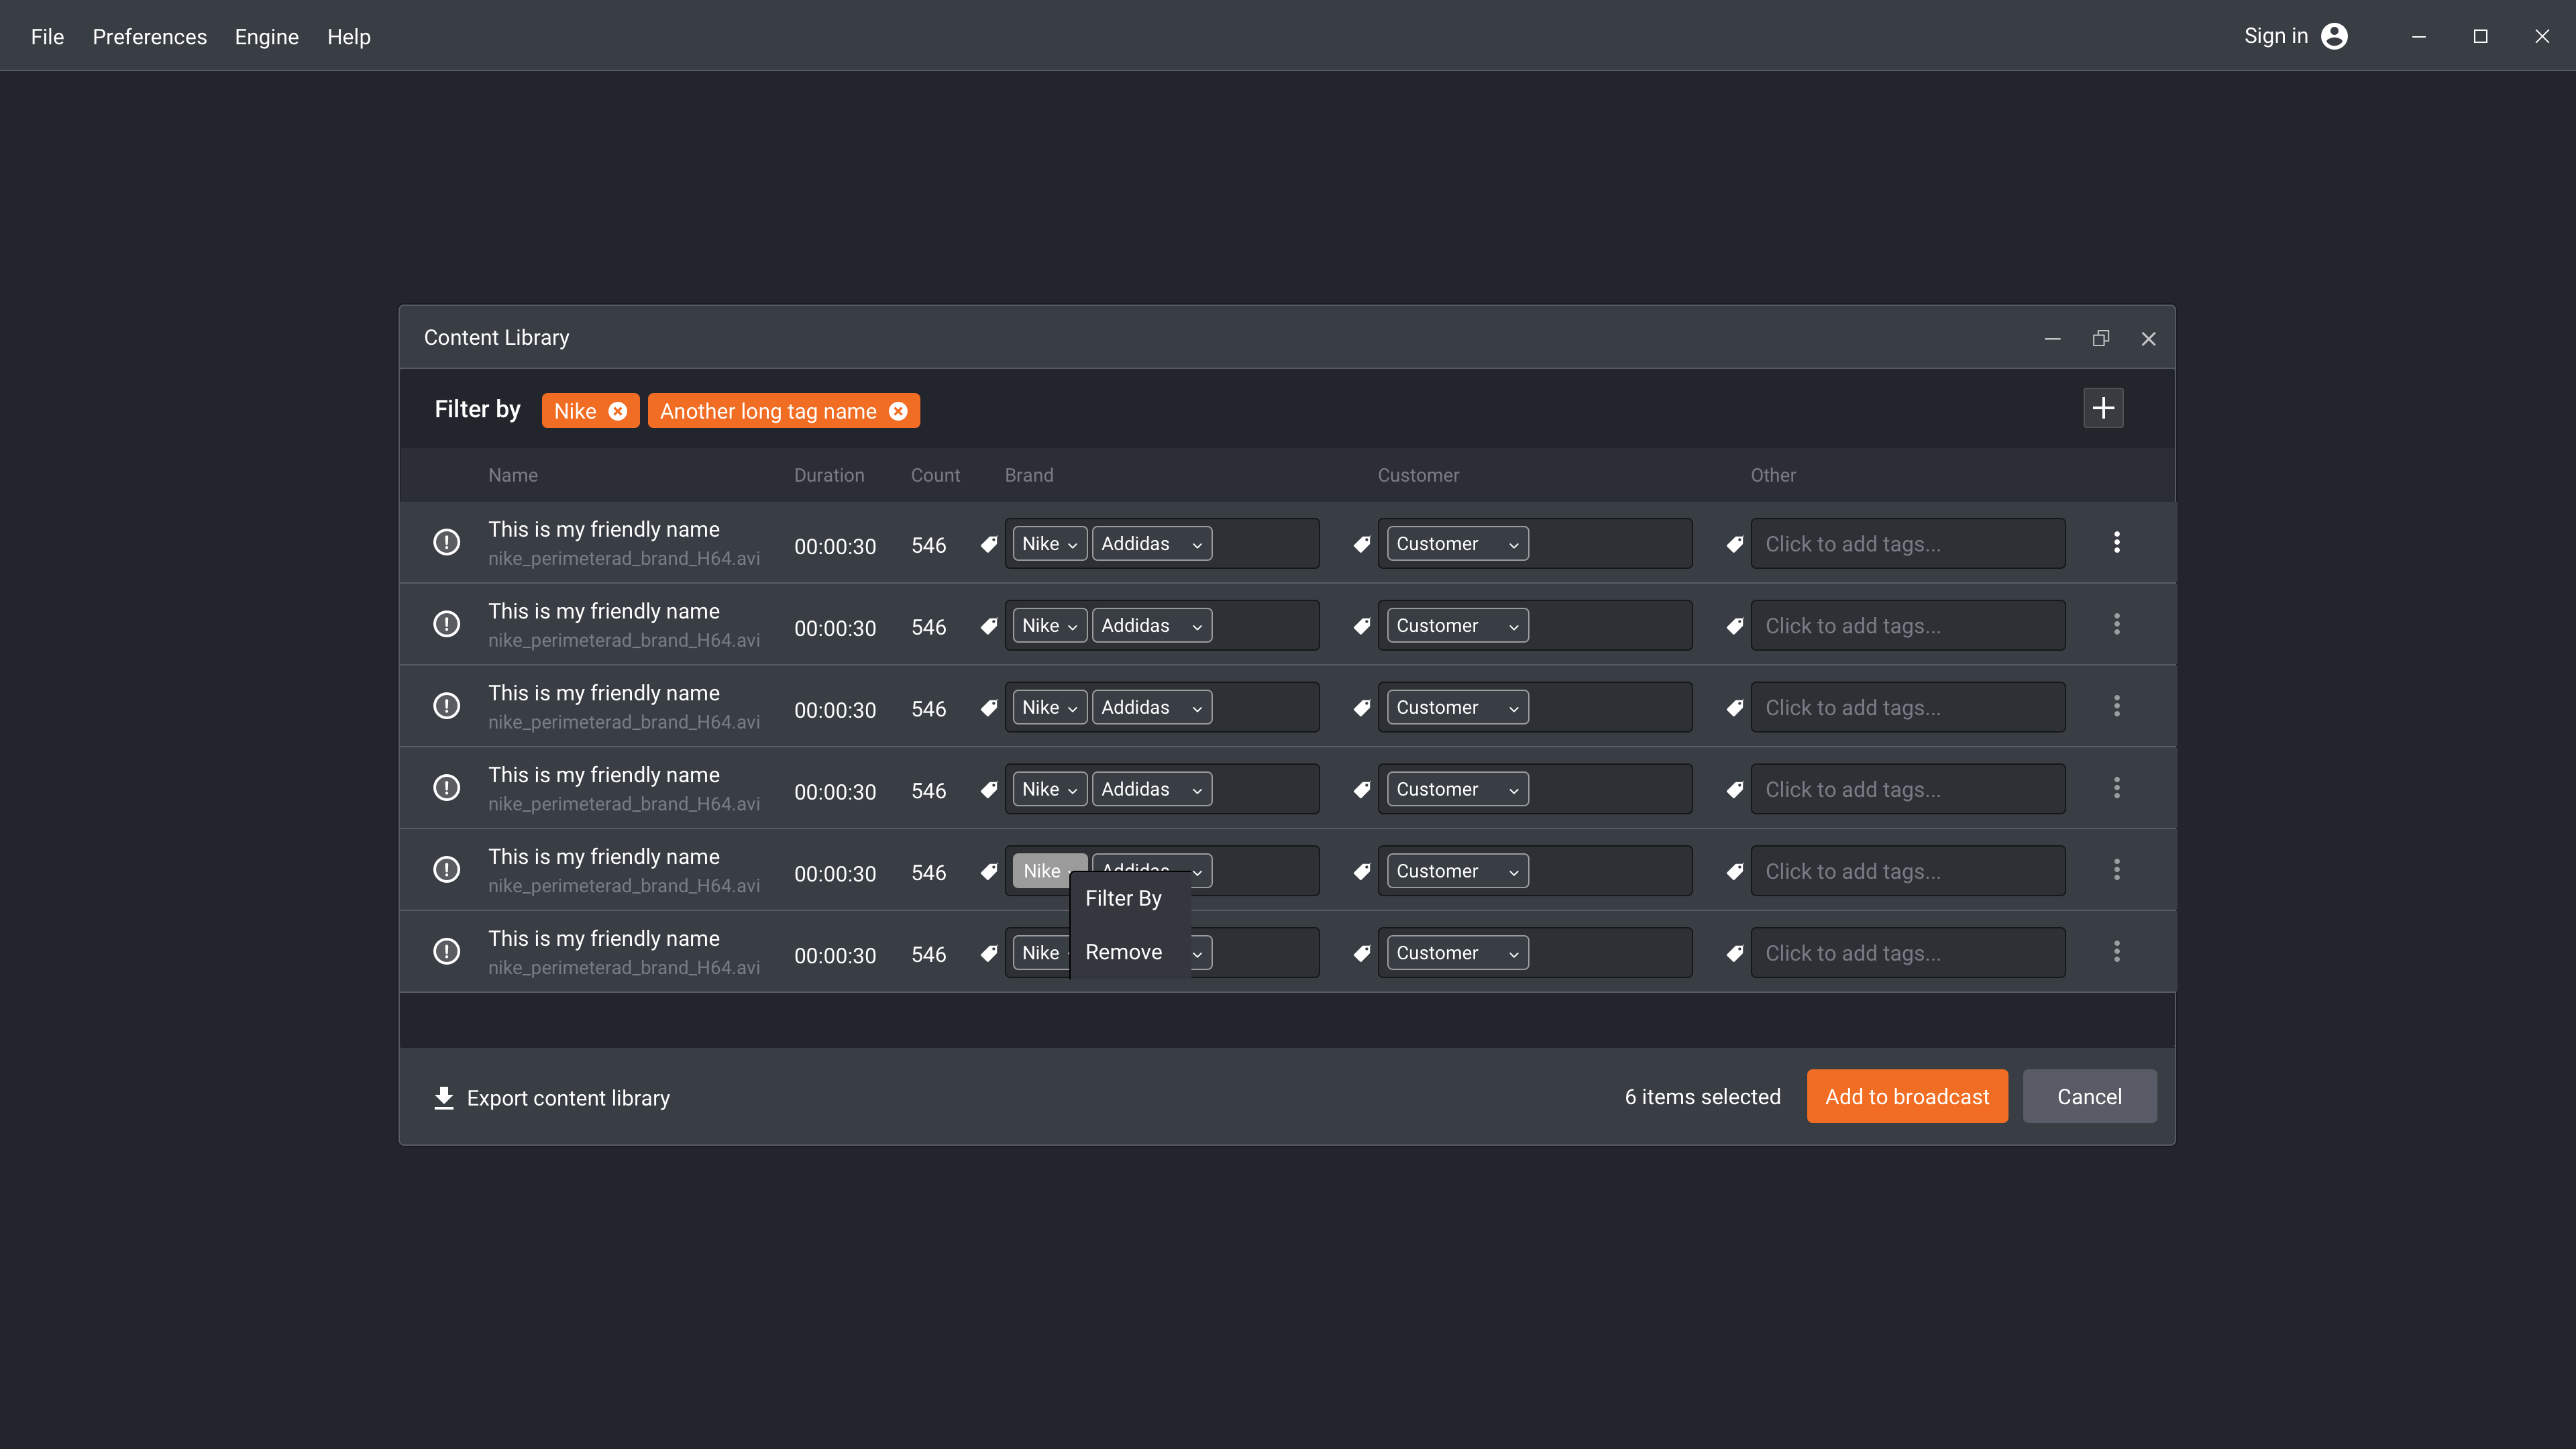 File Preferences Engine Help Sign in
Content Library
Filter by Nike Another long tag name
Name Duration Count Brand Customer Other
This is my friendly name
nike_perimeterad_brand_H64.avi
00:00:30 546 Nike Addidas Customer Click to add tags...
This is my friendly name
nike_perimeterad_brand_H64.avi
00:00:30 546 Nike Addidas Customer Click to add tags...
This is my friendly name
nike_perimeterad_brand_H64.avi
00:00:30 546 Nike Addidas Customer Click to add tags...
This is my friendly name
nike_perimeterad_brand_H64.avi
00:00:30 546 Nike Addidas Customer Click to add tags...
This is my friendly name
nike_perimeterad_brand_H64.avi
00:00:30 546 Nike Addidas Customer Click to add tags...
Filter By
Remove
This is my friendly name
nike_perimeterad_brand_H64.avi
00:00:30 546 Nike Customer Click to add tags...
Export content library 6 items selected Add to broadcast Cancel